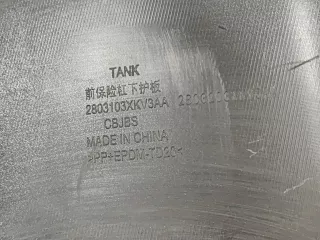 TANK
前保险杠下护板
2803103XKV3AA
CBJBS
MADE IN CHINA
>PP+EPDM-TD20<